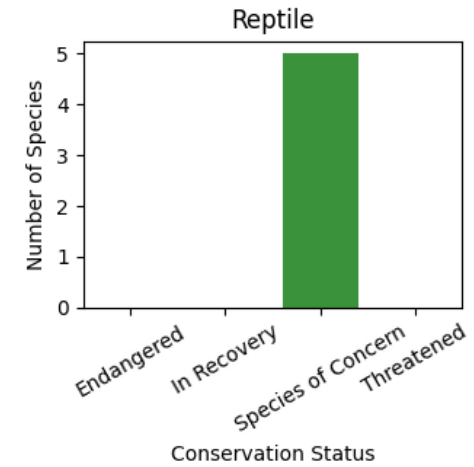 Reptile
Number of Species
5
4
3
2
1
0
Endangered
In Recovery
Species of Concern
Threatened
Conservation Status